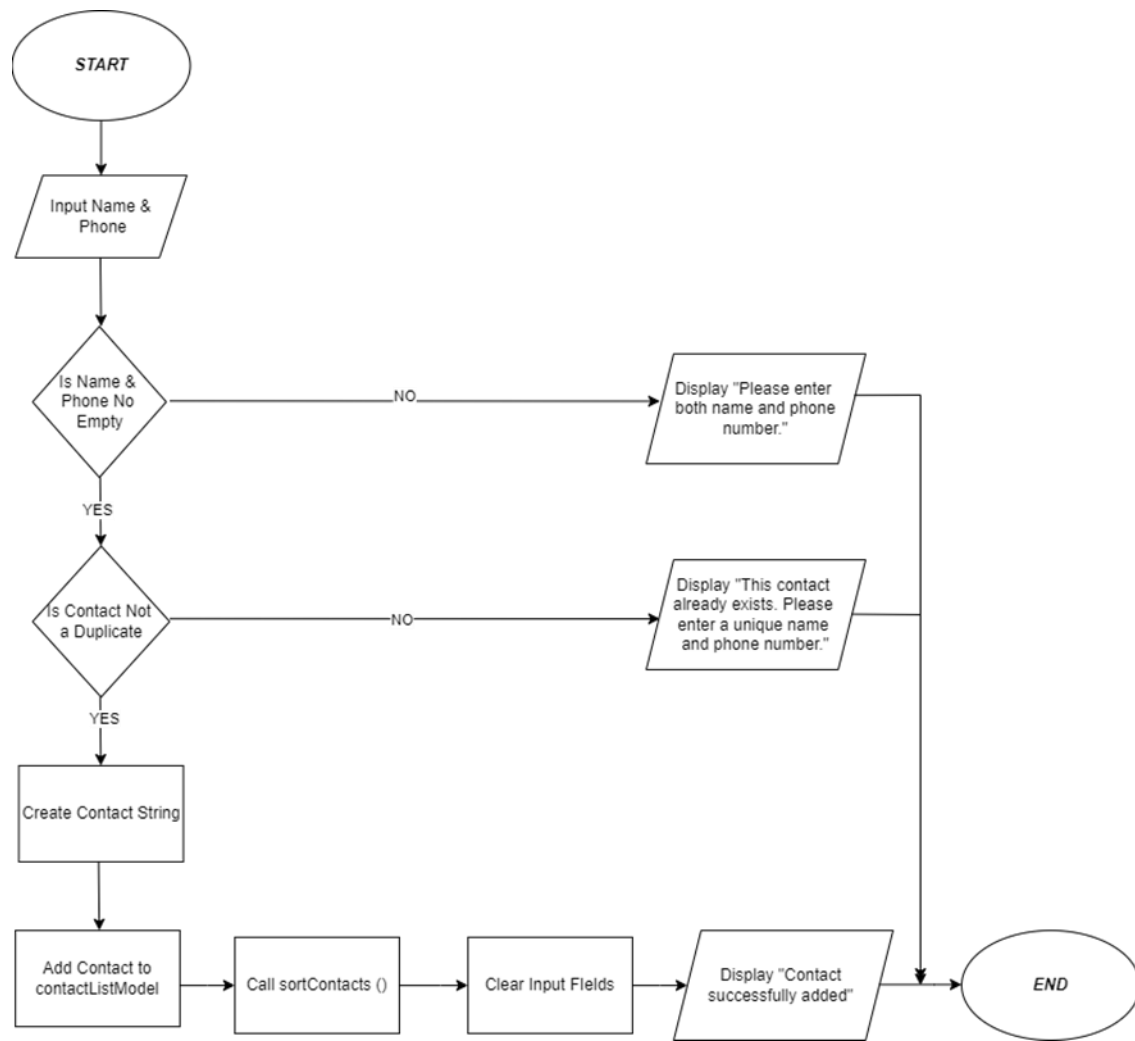 START
Input Name &
Phone
Is Name &
Phone No
Empty
NO
Display "Please enter
both name and phone
number."
YES
Is Contact Not
a Duplicate
NO
Display "This contact
already exists. Please
enter a unique name
and phone number."
YES
Create Contact String
Add Contact to
contactListModel
Call sortContacts ()
Clear Input Fields
Display "Contact
successfully added"
END